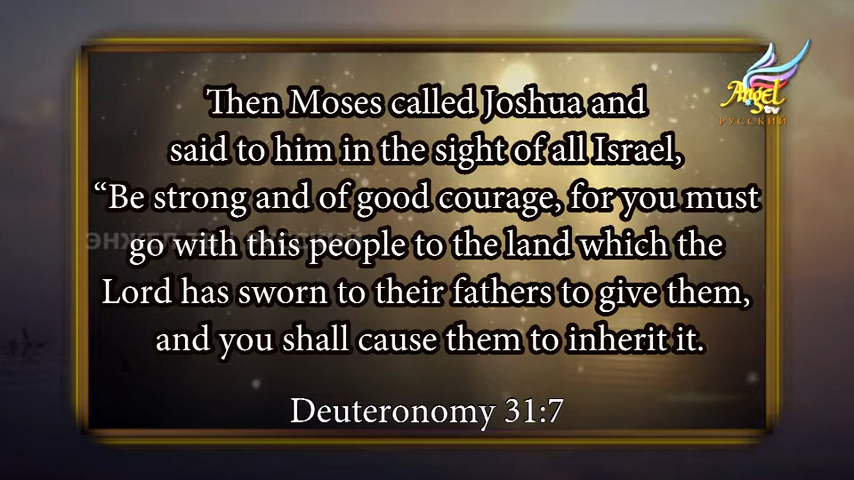 Angel
tv
РУССКИЙ
Then Moses called Joshua and
said to him in the sight of all Israel,
“Be strong and of good courage, for you must
go with this people to the land which the
Lord has sworn to their fathers to give them,
and you shall cause them to inherit it.
Deuteronomy 31:7